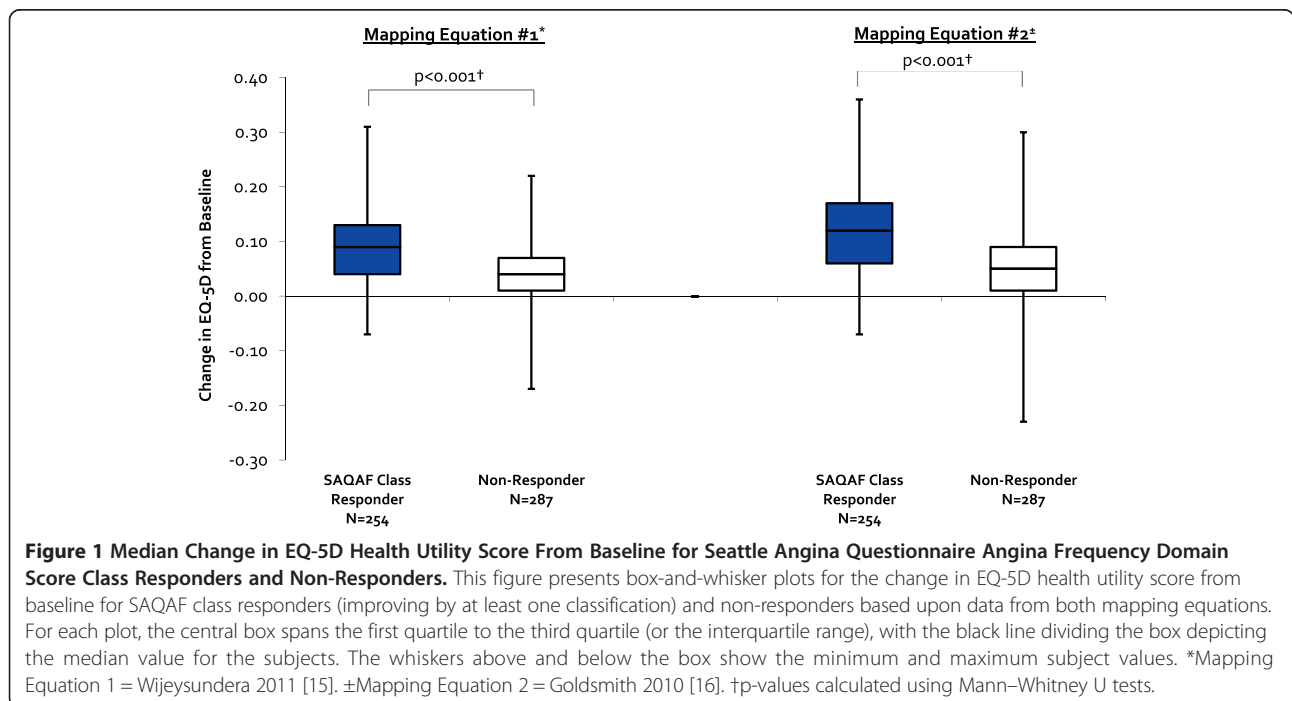 Mapping Equation #1*
Mapping Equation #2±
p<0.001†
p<0.001†
Change in EQ-5D from Baseline
0.40
0.30
0.20
0.10
0.00
-0.10
-0.20
-0.30
SAQAF Class
Responder
N=254
Non-Responder
N=287
SAQAF Class
Responder
N=254
Non-Responder
N=287
Figure 1 Median Change in EQ-5D Health Utility Score From Baseline for Seattle Angina Questionnaire Angina Frequency Domain
Score Class Responders and Non-Responders. This figure presents box-and-whisker plots for the change in EQ-5D health utility score from
baseline for SAQAF class responders (improving by at least one classification) and non-responders based upon data from both mapping equations.
For each plot, the central box spans the first quartile to the third quartile (or the interquartile range), with the black line dividing the box depicting
the median value for the subjects. The whiskers above and below the box show the minimum and maximum subject values. *Mapping
Equation 1 = Wijeysundera 2011 [15]. ±Mapping Equation 2 = Goldsmith 2010 [16]. †p-values calculated using Mann–Whitney U tests.